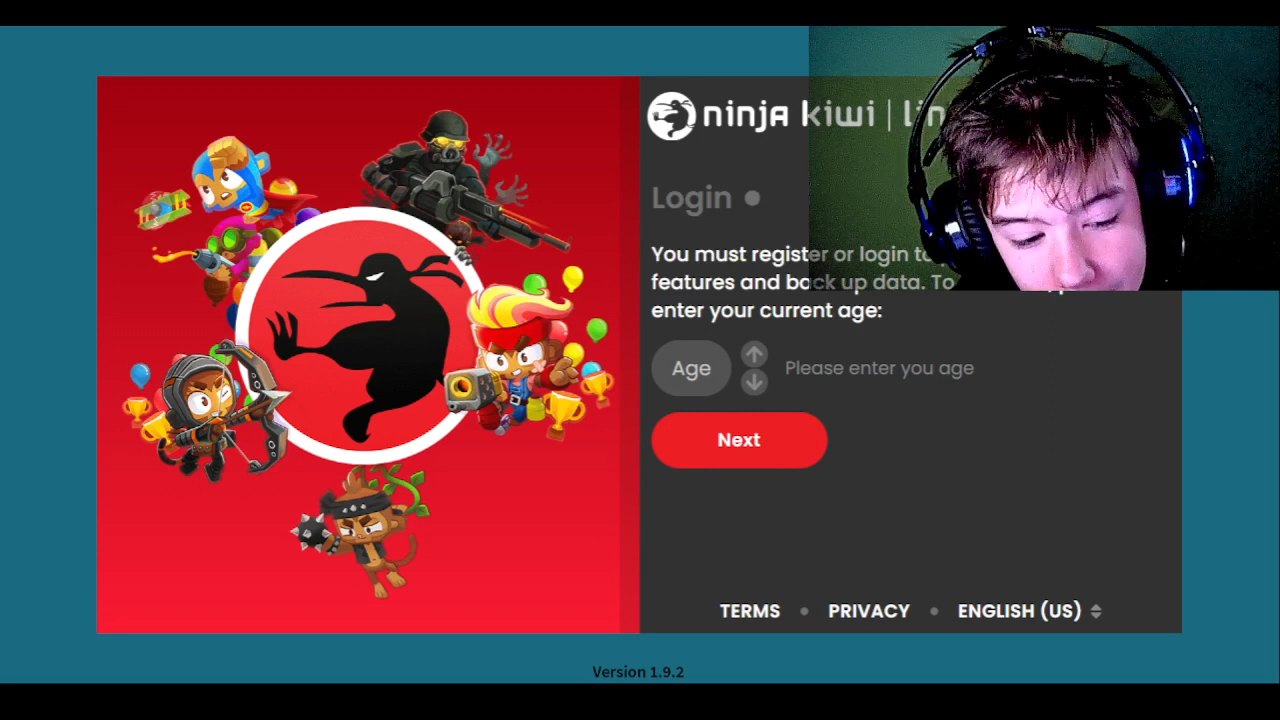 ninja kiwi | lin
Login
You must register or login to
features and back up data. To
enter your current age:
Age
Please enter you age
Next
TERMS • PRIVACY • ENGLISH (US)
Version 1.9.2